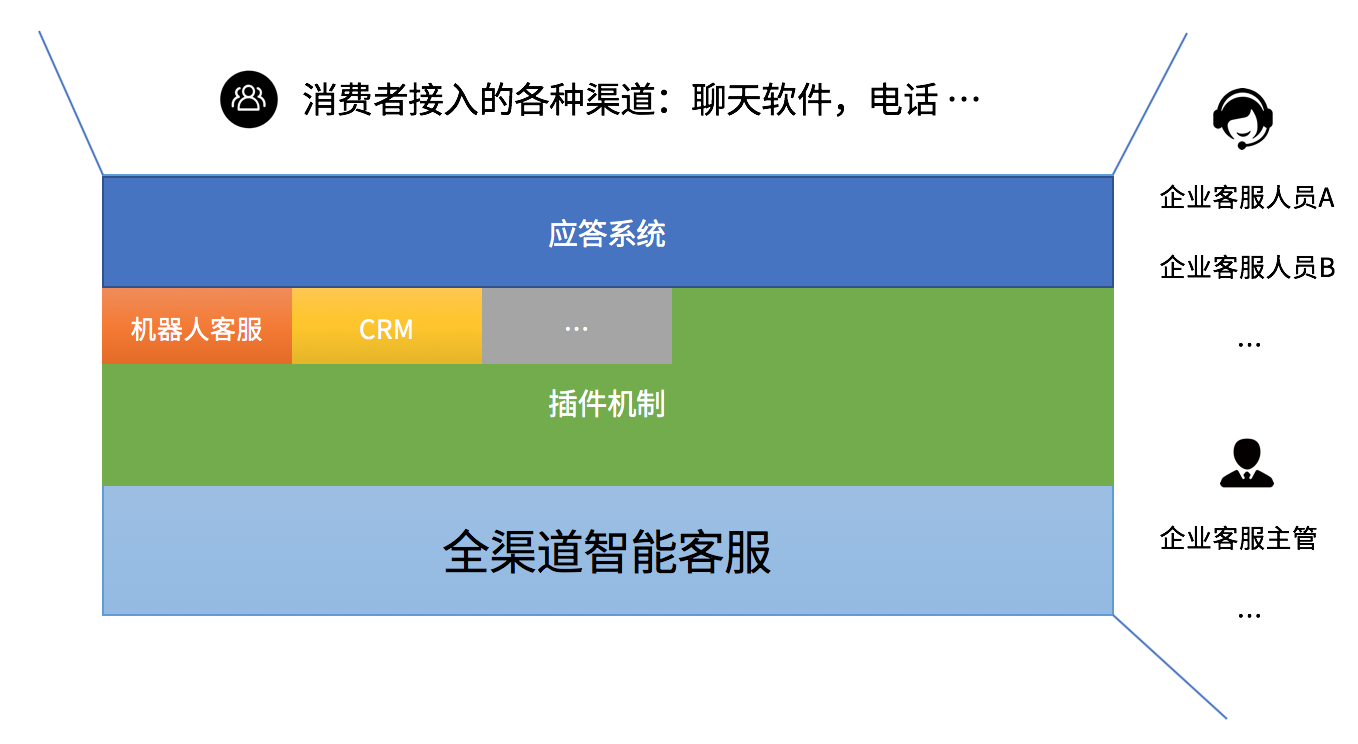 消费者接入的各种渠道：聊天软件，电话 …
应答系统
机器人客服
CRM
…
插件机制
全渠道智能客服
企业客服人员A
企业客服人员B
…
企业客服主管
…